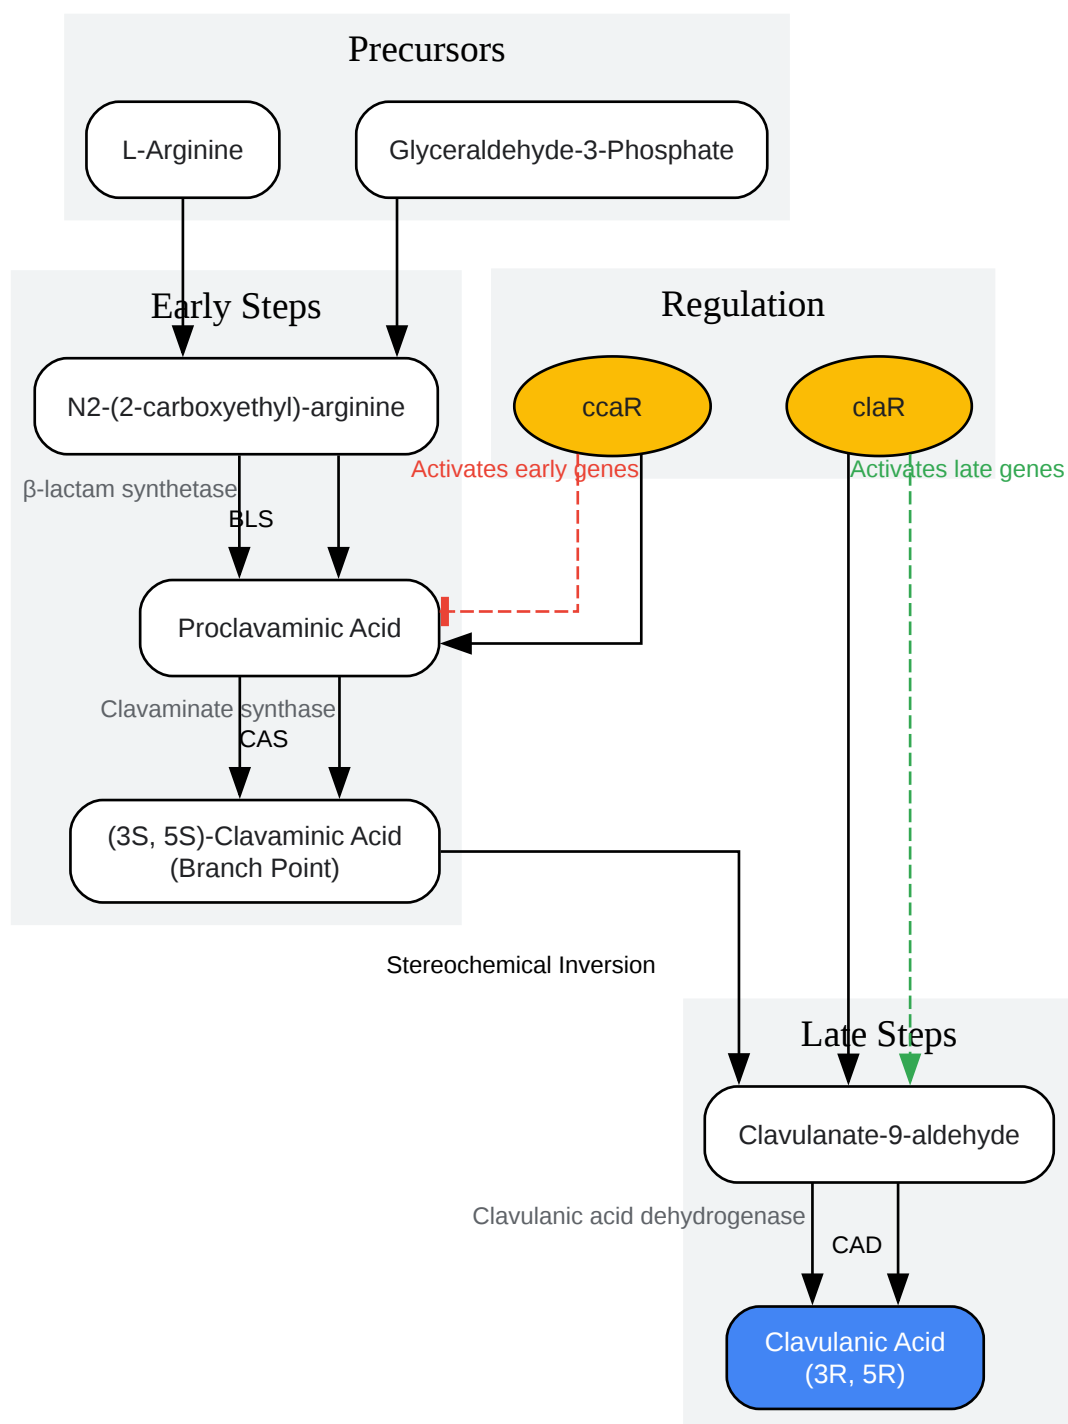 Precursors
L-Arginine
Glyceraldehyde-3-Phosphate
Early Steps
Regulation
N2-(2-carboxyethyl)-arginine
ccaR
claR
Activates early genes
Activates late genes
β-lactam synthetase
BLS
Proclavaminic Acid
Clavaminate synthase
CAS
(3S, 5S)-Clavaminic Acid
(Branch Point)
Stereochemical Inversion
Late Steps
Clavulanate-9-aldehyde
Clavulanic acid dehydrogenase
CAD
Clavulanic Acid
(3R, 5R)